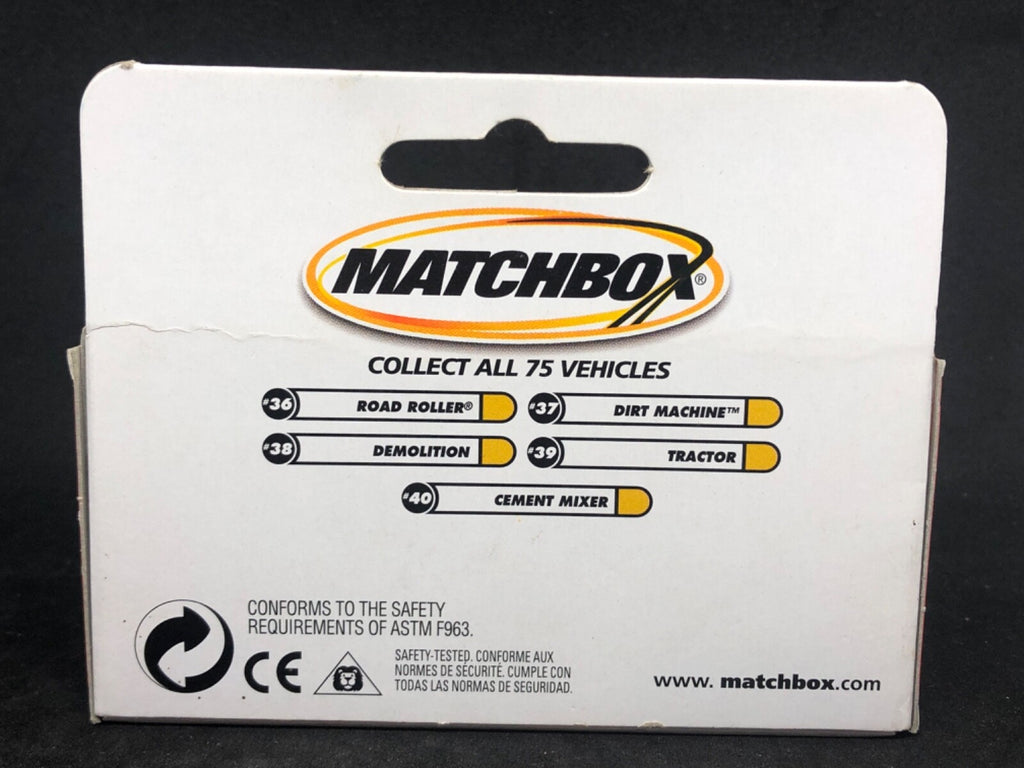 MATCHBOX®
COLLECT ALL 75 VEHICLES
#36 ROAD ROLLER®
#37 DIRT MACHINE™
#38 DEMOLITION
#39 TRACTOR
#40 CEMENT MIXER
CONFORMS TO THE SAFETY
REQUIREMENTS OF ASTM F963.
CE
SAFETY-TESTED. CONFORME AUX
NORMES DE SÉCURITÉ. CUMPLE CON
TODAS LAS NORMAS DE SEGURIDAD.
www. matchbox.com